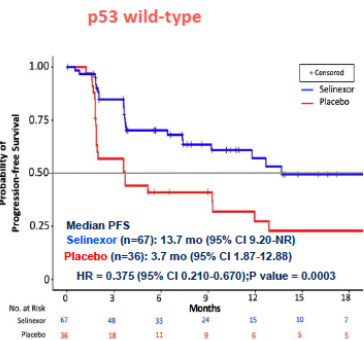 p53 wild-type
+ Censored
Selinexor
Placebo
Probability of
Progression-free Survival
1.00
0.75
0.50
0.25
Median PFS
Selinexor (n=67): 13.7 mo (95% CI 9.20-NR)
Placebo (n=36): 3.7 mo (95% CI 1.87-12.88)
HR = 0.375 (95% CI 0.210-0.670);P value = 0.0003
0 3 6 9 12 15 18
No. at Risk
Months
Selinexor 67 48 33 24 15 10 7
Placebo 36 18 11 9 6 5 5